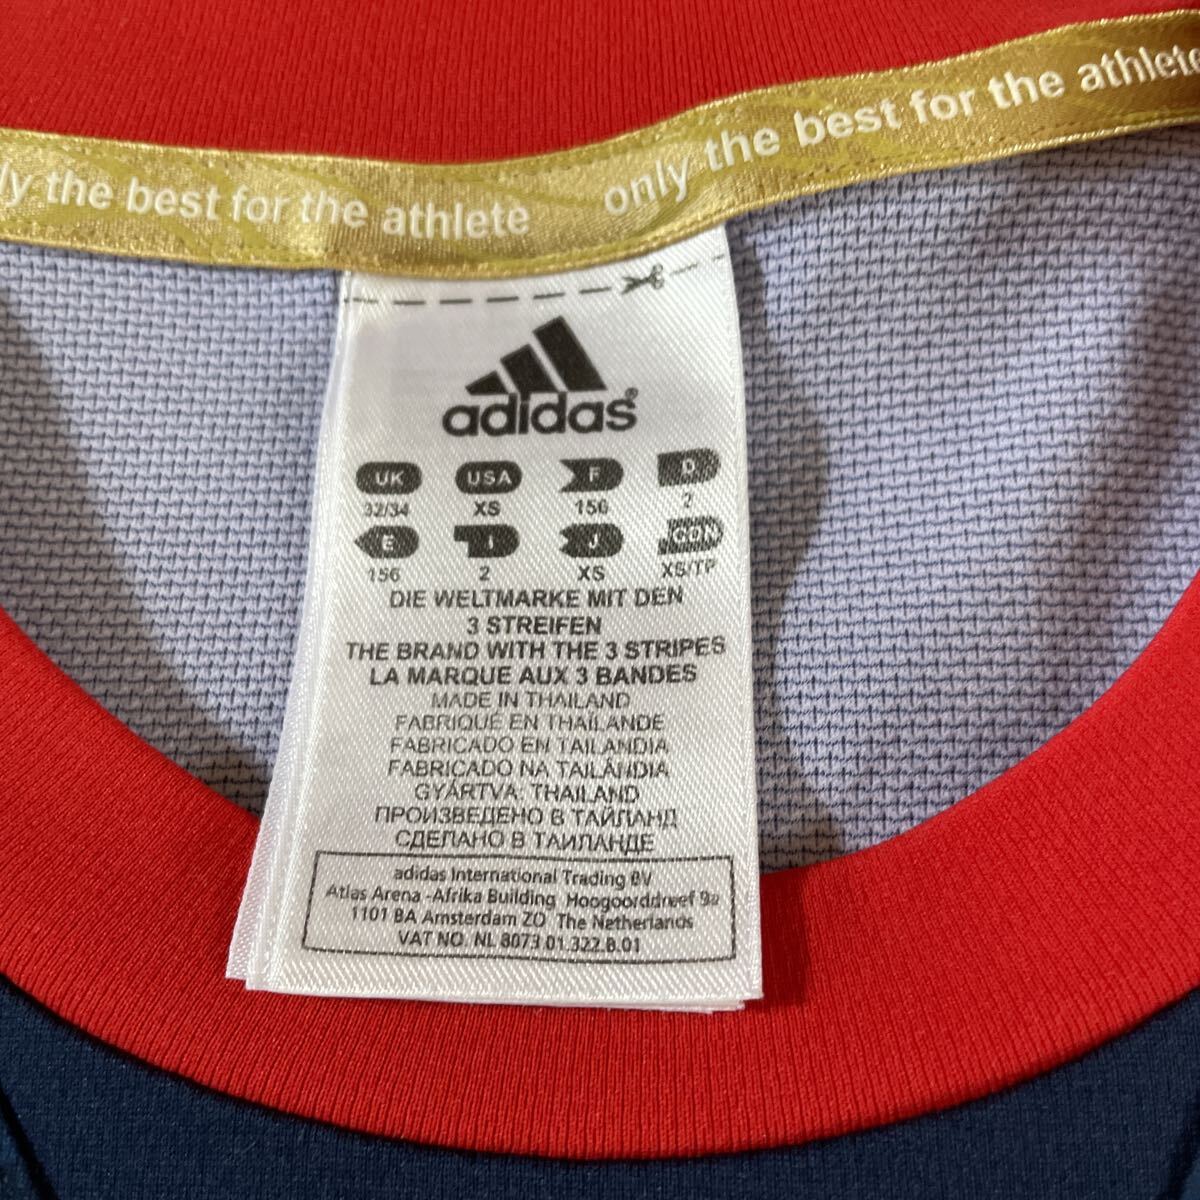 only the best for the athlete
the best for the athlete
adidas®
UK USA F D
32/34 XS 156 2
E I J CON
156 2 XS XS/TP
DIE WELTMARKE MIT DEN
3 STREIFEN
THE BRAND WITH THE 3 STRIPES
LA MARQUE AUX 3 BANDES
MADE IN THAILAND
FABRIQUÉ EN THAÏLANDE
FABRICADO EN TAILANDIA
FABRICADO NA TAILÂNDIA
GYÁRTVA: THAILAND
ПРОИЗВЕДЕНО В ТАЙЛАНД
СДЕЛАНО В ТАИЛАНДЕ
adidas International Trading BV
Atlas Arena -Afrika Building Hoogoorddreef 9a
1101 BA Amsterdam ZO The Netherlands
VAT NO. NL 8073.01.322.B.01